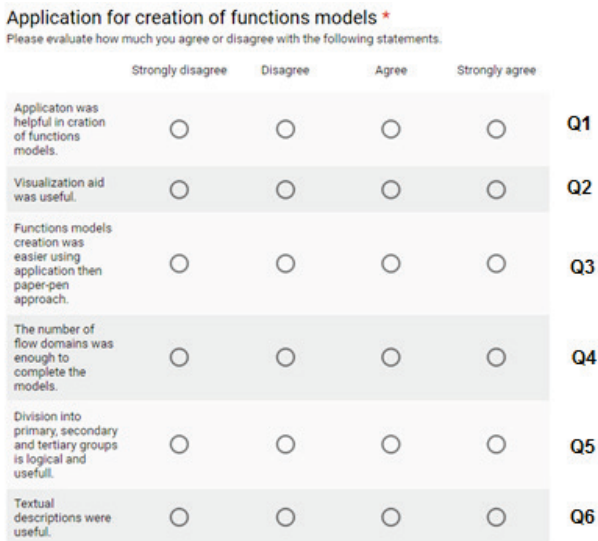 Application for creation of functions models *
Please evaluate how much you agree or disagree with the following statements.
Strongly disagree Disagree Agree Strongly agree
Applicaton was
helpful in cration
of functions
models.
Q1
Visualization aid
was useful.
Q2
Functions models
creation was
easier using
application then
paper-pen
approach.
Q3
The number of
flow domains was
enough to
complete the
models.
Q4
Division into
primary, secondary
and tertiary groups
is logical and
usefull.
Q5
Textual
descriptions were
useful.
Q6